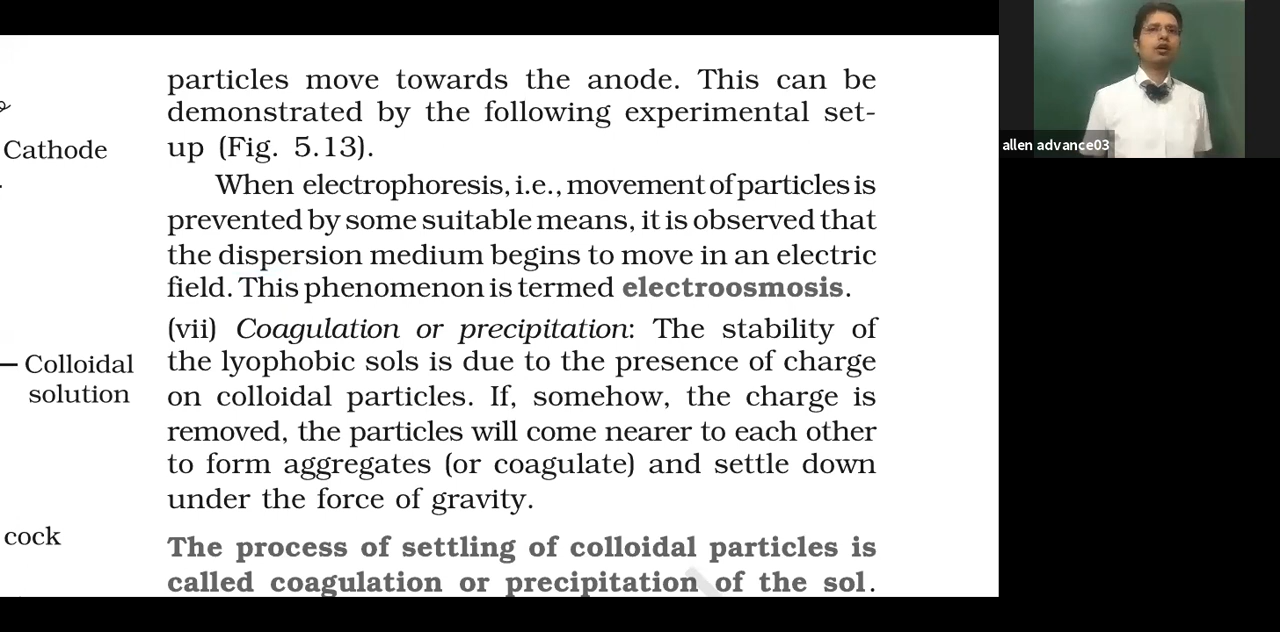 particles move towards the anode. This can be
demonstrated by the following experimental set-
up (Fig. 5.13).
When electrophoresis, i.e., movement of particles is
prevented by some suitable means, it is observed that
the dispersion medium begins to move in an electric
field. This phenomenon is termed electroosmosis.
(vii) Coagulation or precipitation: The stability of
the lyophobic sols is due to the presence of charge
on colloidal particles. If, somehow, the charge is
removed, the particles will come nearer to each other
to form aggregates (or coagulate) and settle down
under the force of gravity.
The process of settling of colloidal particles is
called coagulation or precipitation of the sol.
Cathode
Colloidal
solution
cock
allen advance03